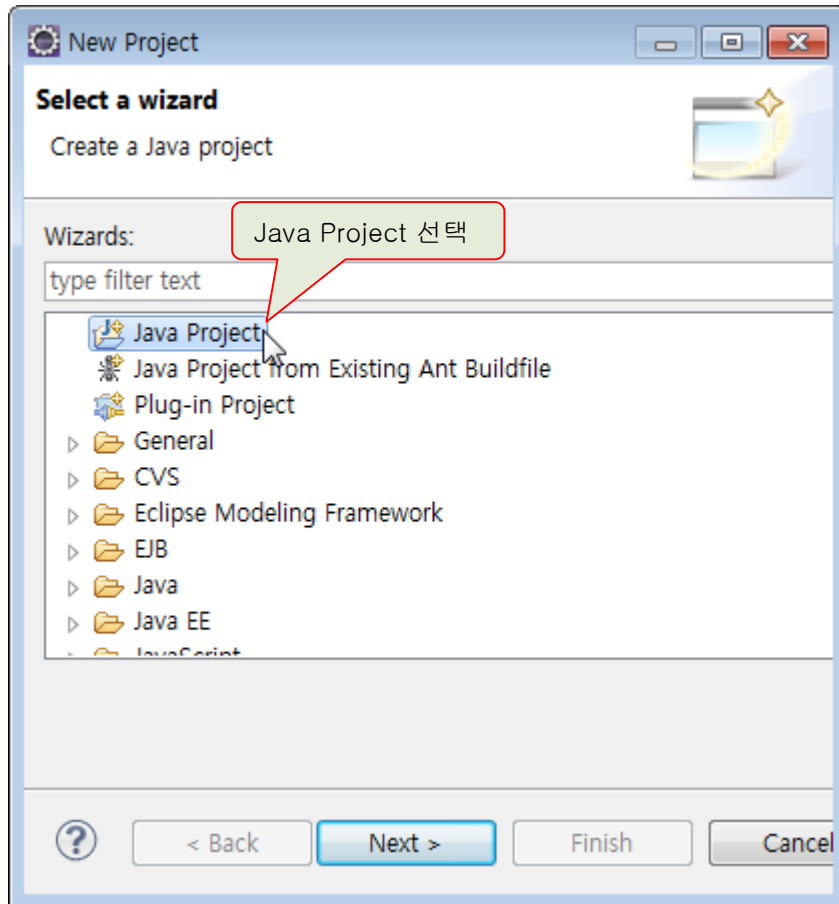 New Project
Select a wizard
Create a Java project
Java Project 선택
Wizards:
type filter text
Java Project
Java Project from Existing Ant Buildfile
Plug-in Project
General
CVS
Eclipse Modeling Framework
EJB
Java
Java EE
JavaScript
?
< Back
Next >
Finish
Cancel